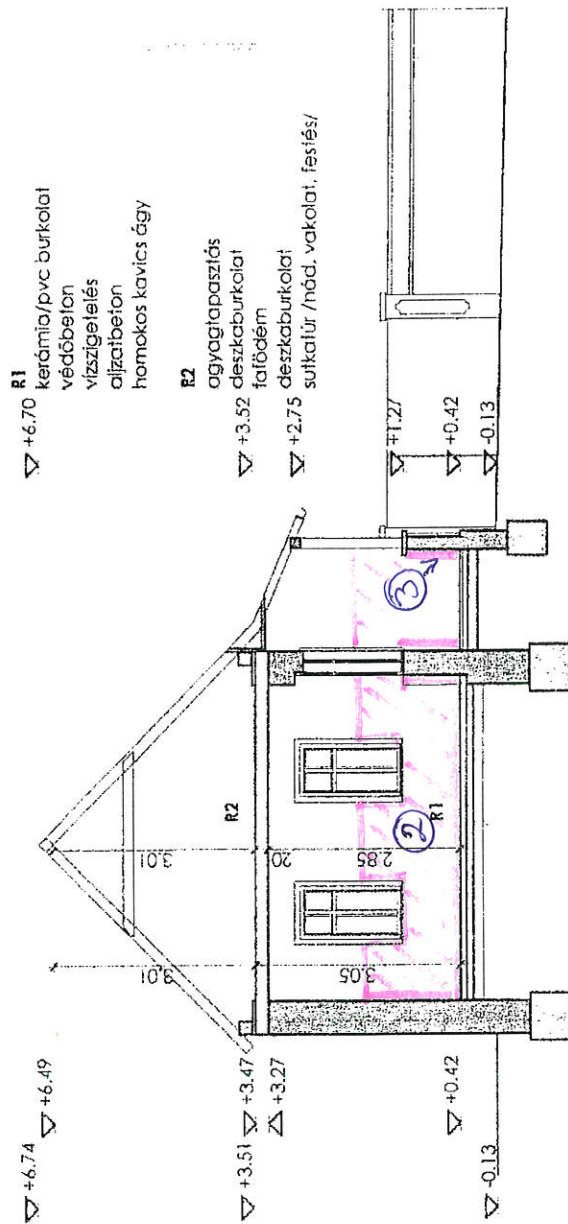 +6.74
+6.49
+3.51
+3.47
+3.27
+0.42
-0.13
3.01
3.01
R2
20
2.85
3.05
2
R1
3
+6.70
+3.52
+2.75
+1.27
+0.42
-0.13
R1
kerámia/pvc burkolat
védőbeton
vízszigetelés
aljzatbeton
homokos kavics ágy
R2
agyagtapasztás
deszkaburkolat
fafödém
deszkaburkolat
sutkatúr /nád. vakolat, festés/